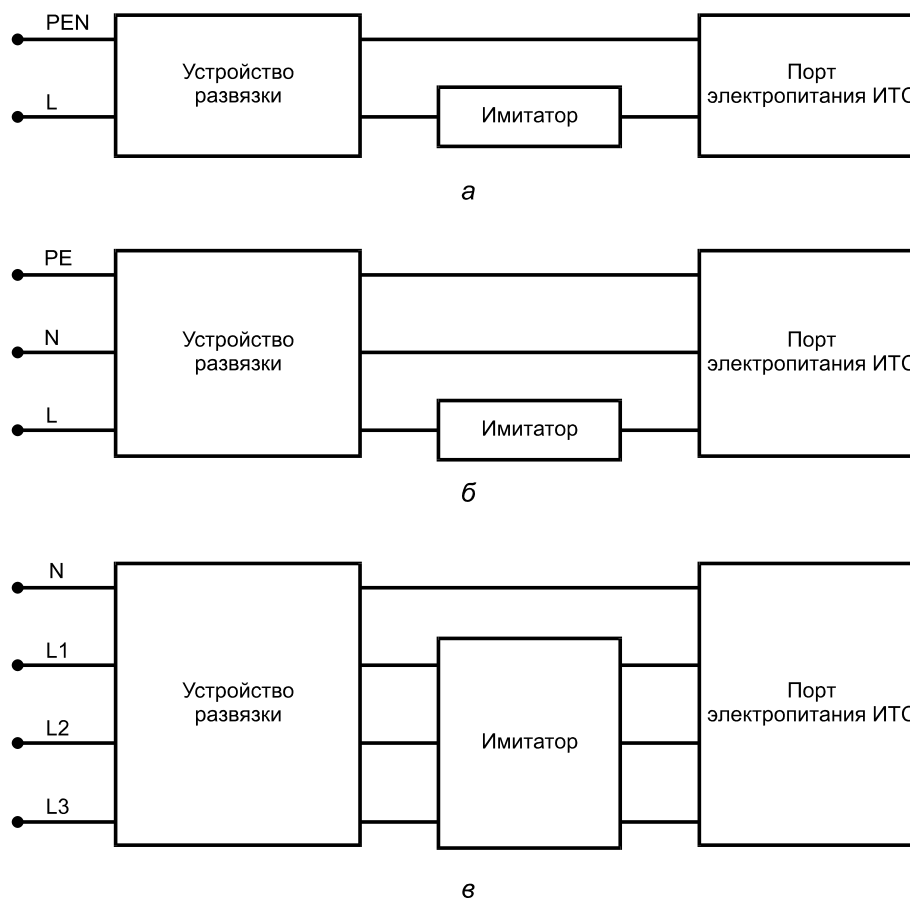 PEN
L
Устройство
развязки
Имитатор
Порт
электропитания ИТС
а
PE
N
L
Устройство
развязки
Имитатор
Порт
электропитания ИТС
б
N
L1
L2
L3
Устройство
развязки
Имитатор
Порт
электропитания ИТС
в